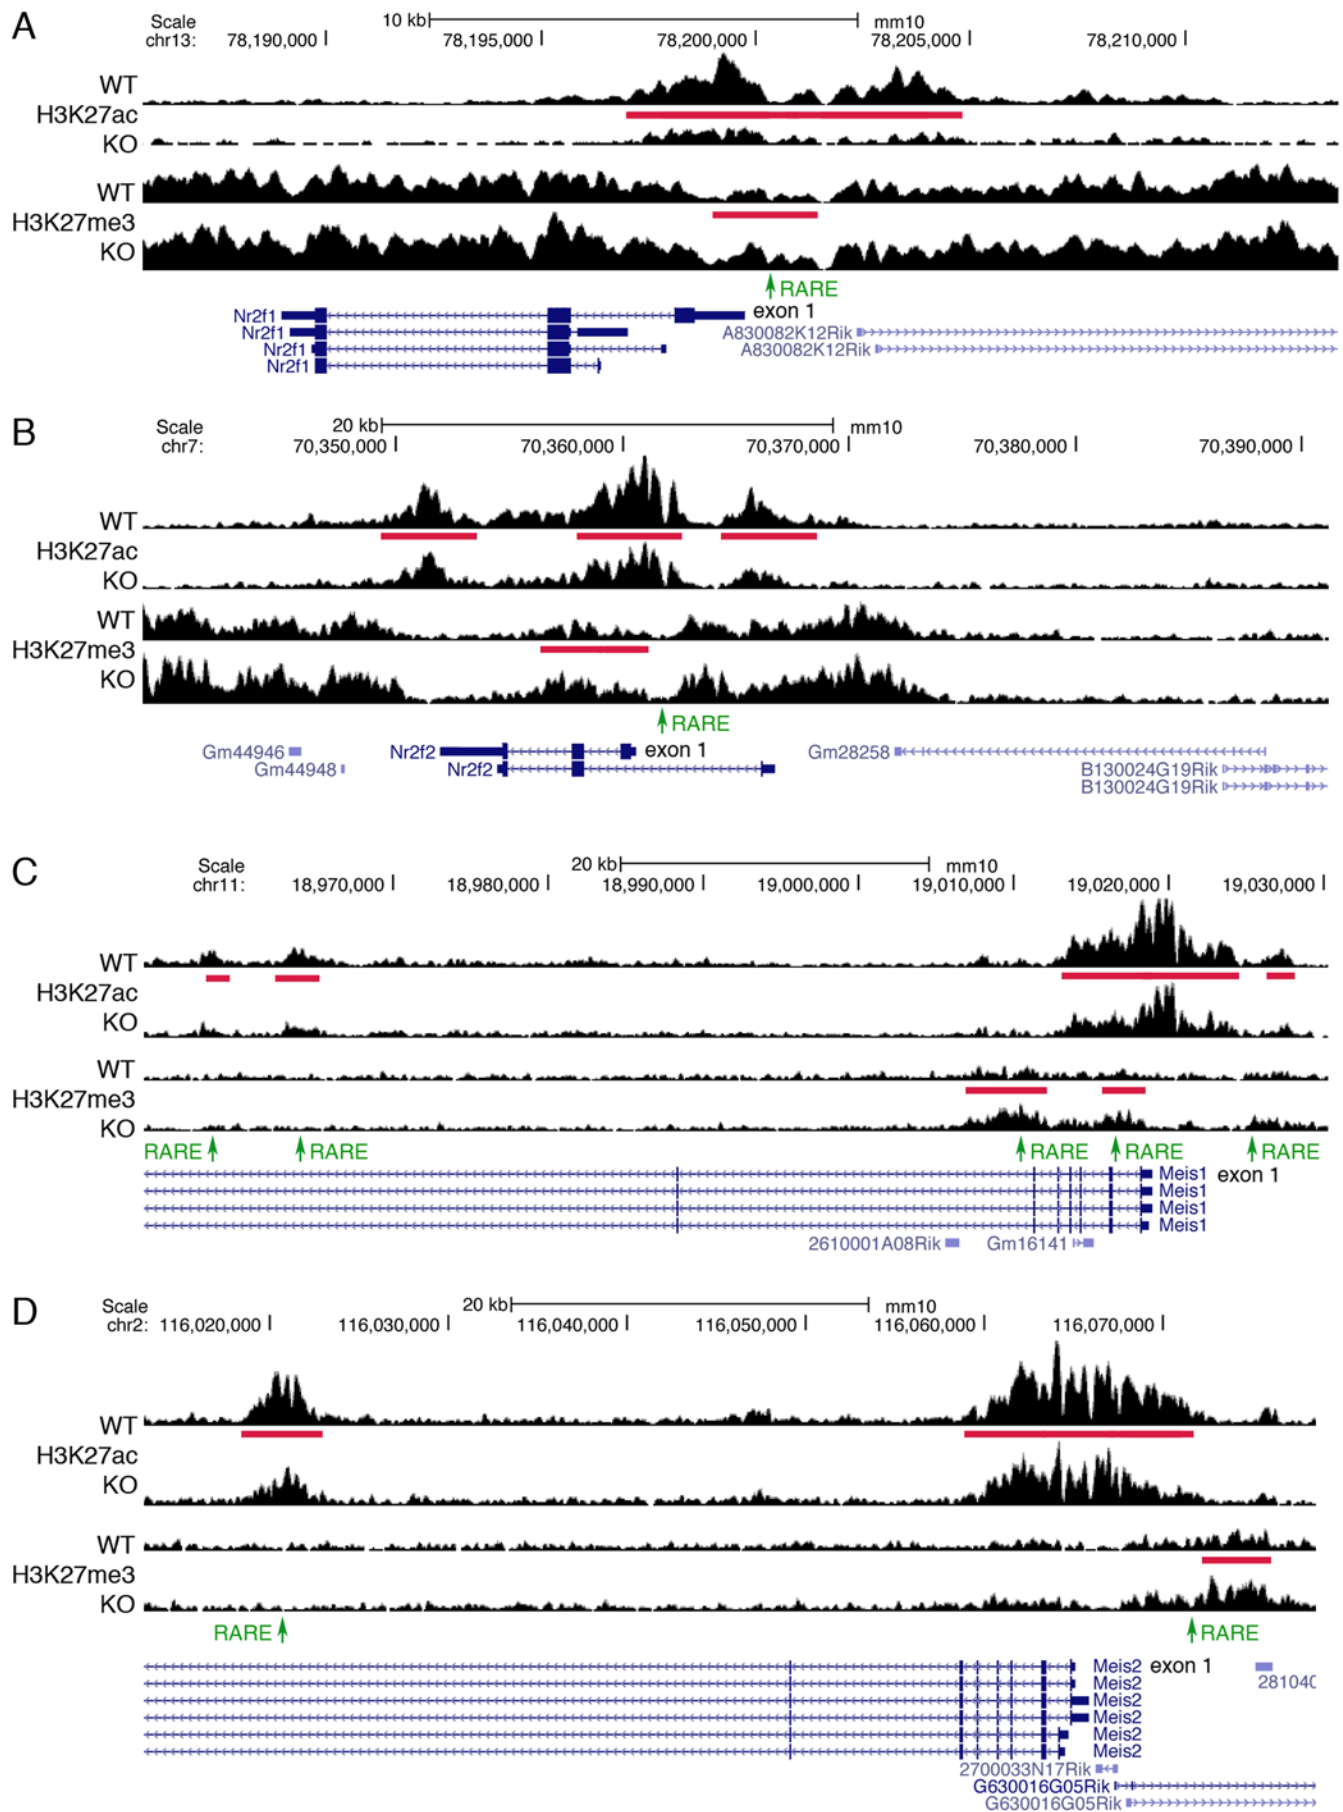 A
Scale 10 kb mm10
chr13: 78,190,000 78,195,000 78,200,000 78,205,000 78,210,000
WT
H3K27ac
KO
WT
H3K27me3
KO
RARE
Nr2f1 exon 1
Nr2f1 A830082K12Rik
Nr2f1 A830082K12Rik
Nr2f1
B
Scale 20 kb mm10
chr7: 70,350,000 70,360,000 70,370,000 70,380,000 70,390,000
WT
H3K27ac
KO
WT
H3K27me3
KO
RARE
Gm44946 Nr2f2 exon 1 Gm28258
Gm44948 Nr2f2 B130024G19Rik
B130024G19Rik
C
Scale 20 kb mm10
chr11: 18,970,000 18,980,000 18,990,000 19,000,000 19,010,000 19,020,000 19,030,000
WT
H3K27ac
KO
WT
H3K27me3
KO
RARE RARE RARE RARE RARE
Meis1 exon 1
Meis1
Meis1
Meis1
2610001A08Rik Gm16141
D
Scale 20 kb mm10
chr2: 116,020,000 116,030,000 116,040,000 116,050,000 116,060,000 116,070,000
WT
H3K27ac
KO
WT
H3K27me3
KO
RARE RARE
Meis2 exon 1
Meis2 28104
Meis2
Meis2
Meis2
Meis2
2700033N17Rik
G630016G05Rik
G630016G05Rik